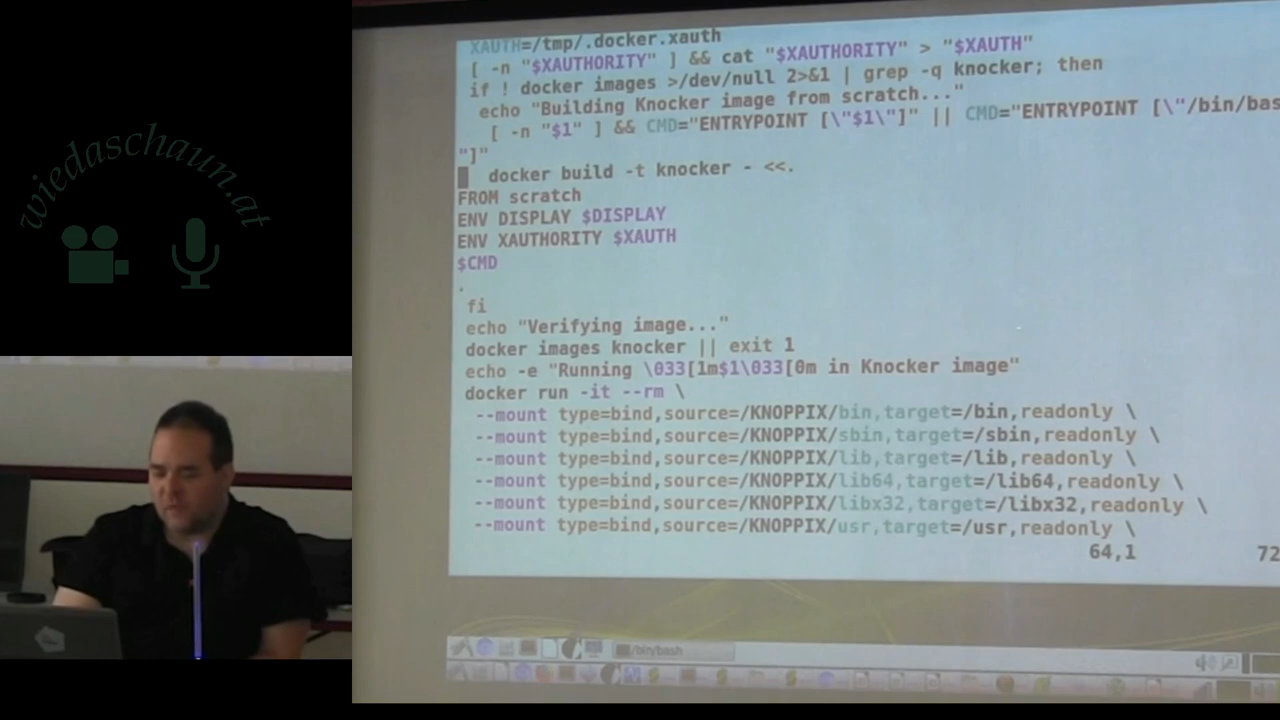 wiedaschaun.at
XAUTH=/tmp/.docker.xauth
[ -n "$XAUTHORITY" ] && cat "$XAUTHORITY" > "$XAUTH"
if ! docker images >/dev/null 2>&1 | grep -q knocker; then
echo "Building Knocker image from scratch..."
[ -n "$1" ] && CMD="ENTRYPOINT [\"$1\"]" || CMD="ENTRYPOINT [\"/bin/bas
"]"
docker build -t knocker - <<.
FROM scratch
ENV DISPLAY $DISPLAY
ENV XAUTHORITY $XAUTH
$CMD
.
fi
echo "Verifying image..."
docker images knocker || exit 1
echo -e "Running \033[1m$1\033[0m in Knocker image"
docker run -it --rm \
--mount type=bind,source=/KNOPPIX/bin,target=/bin,readonly \
--mount type=bind,source=/KNOPPIX/sbin,target=/sbin,readonly \
--mount type=bind,source=/KNOPPIX/lib,target=/lib,readonly \
--mount type=bind,source=/KNOPPIX/lib64,target=/lib64,readonly \
--mount type=bind,source=/KNOPPIX/libx32,target=/libx32,readonly \
--mount type=bind,source=/KNOPPIX/usr,target=/usr,readonly \
64,1 72
/bin/bash